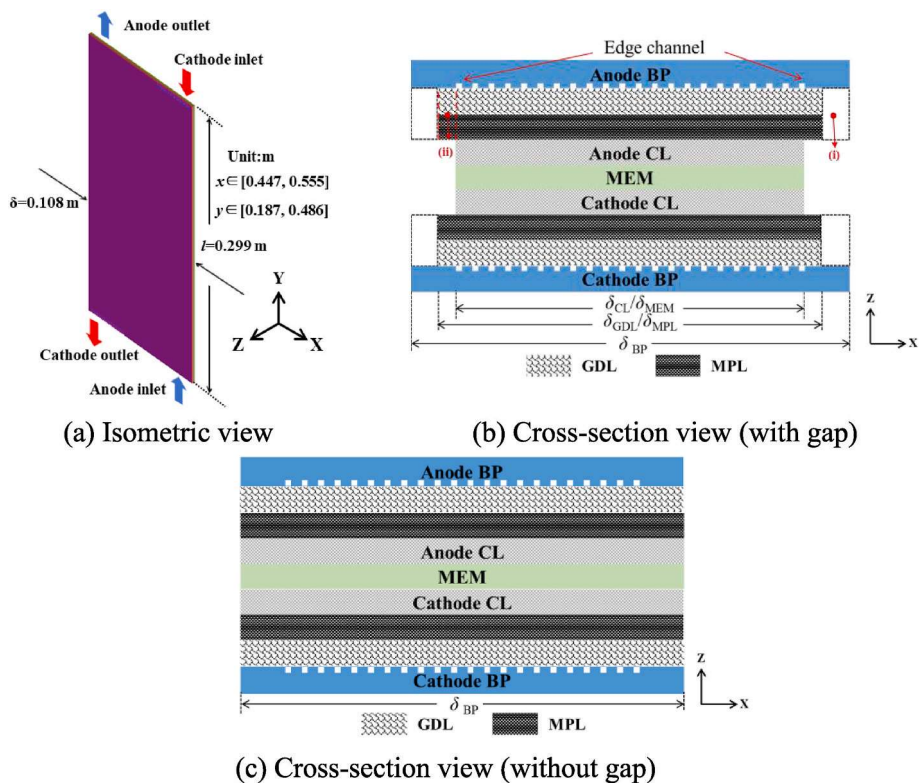 Anode outlet
Cathode inlet
Unit:m
x∈[0.447, 0.555]
y∈[0.187, 0.486]
δ=0.108 m
l=0.299 m
Y
Z
X
Cathode outlet
Anode inlet
(a) Isometric view
Edge channel
Anode BP
(ii)
(i)
Anode CL
MEM
Cathode CL
Cathode BP
δCL/δMEM
δGDL/δMPL
δBP
Z
X
GDL
MPL
(b) Cross-section view (with gap)
Anode BP
Anode CL
MEM
Cathode CL
Cathode BP
δBP
Z
X
GDL
MPL
(c) Cross-section view (without gap)